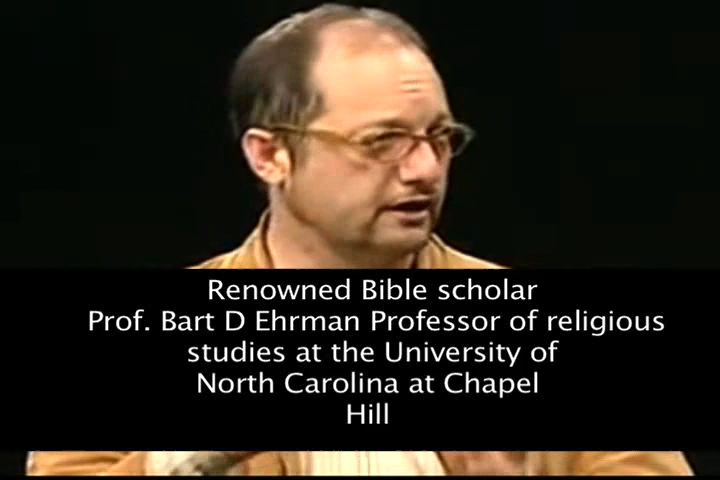 Renowned Bible scholar
Prof. Bart D Ehrman Professor of religious
studies at the University of
North Carolina at Chapel
Hill